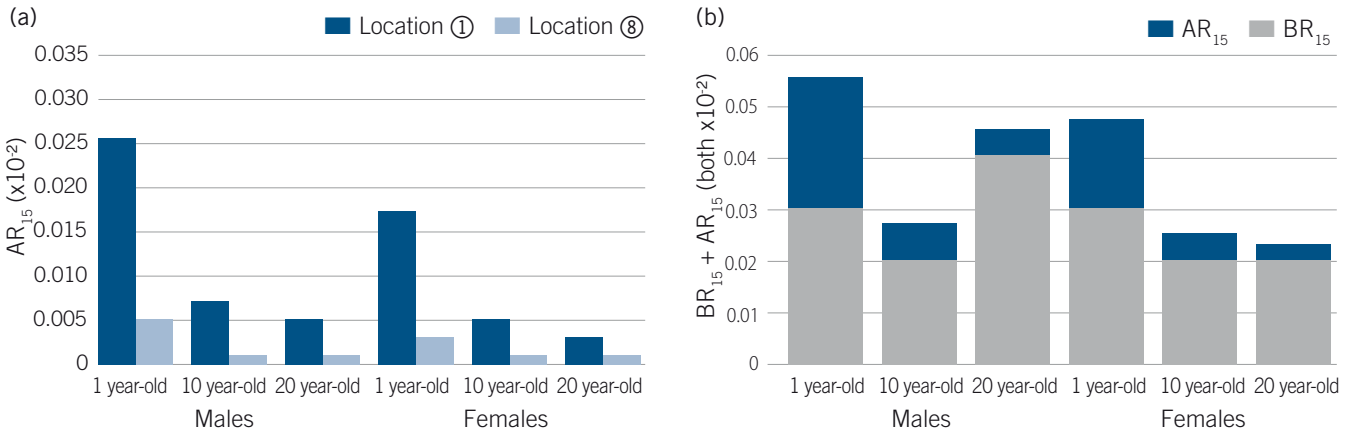 (a)
Location ① Location ⑧
0.035
0.030
0.025
0.020
0.015
0.010
0.005
0
AR₁₅ (x10⁻²)
1 year-old 10 year-old 20 year-old 1 year-old 10 year-old 20 year-old
Males Females
(b)
AR₁₅ BR₁₅
0.06
0.05
0.04
0.03
0.02
0.01
0
BR₁₅ + AR₁₅ (both x10⁻²)
1 year-old 10 year-old 20 year-old 1 year-old 10 year-old 20 year-old
Males Females